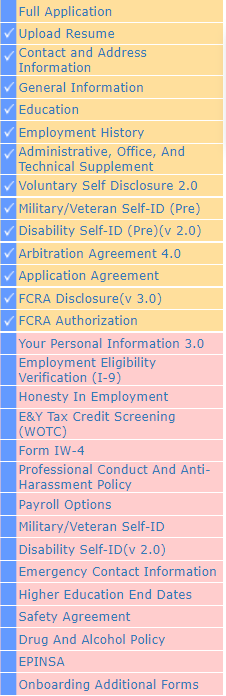 Full Application
Upload Resume
Contact and Address
Information
General Information
Education
Employment History
Administrative, Office, And
Technical Supplement
Voluntary Self Disclosure 2.0
Military/Veteran Self-ID (Pre)
Disability Self-ID (Pre)(v 2.0)
Arbitration Agreement 4.0
Application Agreement
FCRA Disclosure(v 3.0)
FCRA Authorization
Your Personal Information 3.0
Employment Eligibility
Verification (I-9)
Honesty In Employment
E&Y Tax Credit Screening
(WOTC)
Form IW-4
Professional Conduct And Anti-
Harassment Policy
Payroll Options
Military/Veteran Self-ID
Disability Self-ID(v 2.0)
Emergency Contact Information
Higher Education End Dates
Safety Agreement
Drug And Alcohol Policy
EPINSA
Onboarding Additional Forms